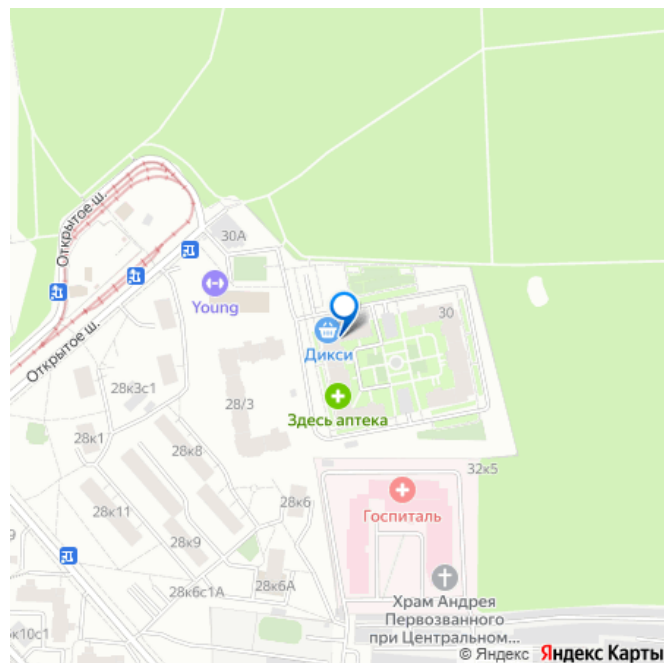 Открытое ш.
30А
Young
30
Дикси
Открытое ш.
28к3с1
28/3
Здесь аптека
28к1
28к8
32к5
28к11
28к6
Госпиталь
28к9
28к6с1А
28к6А
Храм Андрея
Первозванного
при Центральном...
к10с1
9
© Яндекс Яндекс Карты